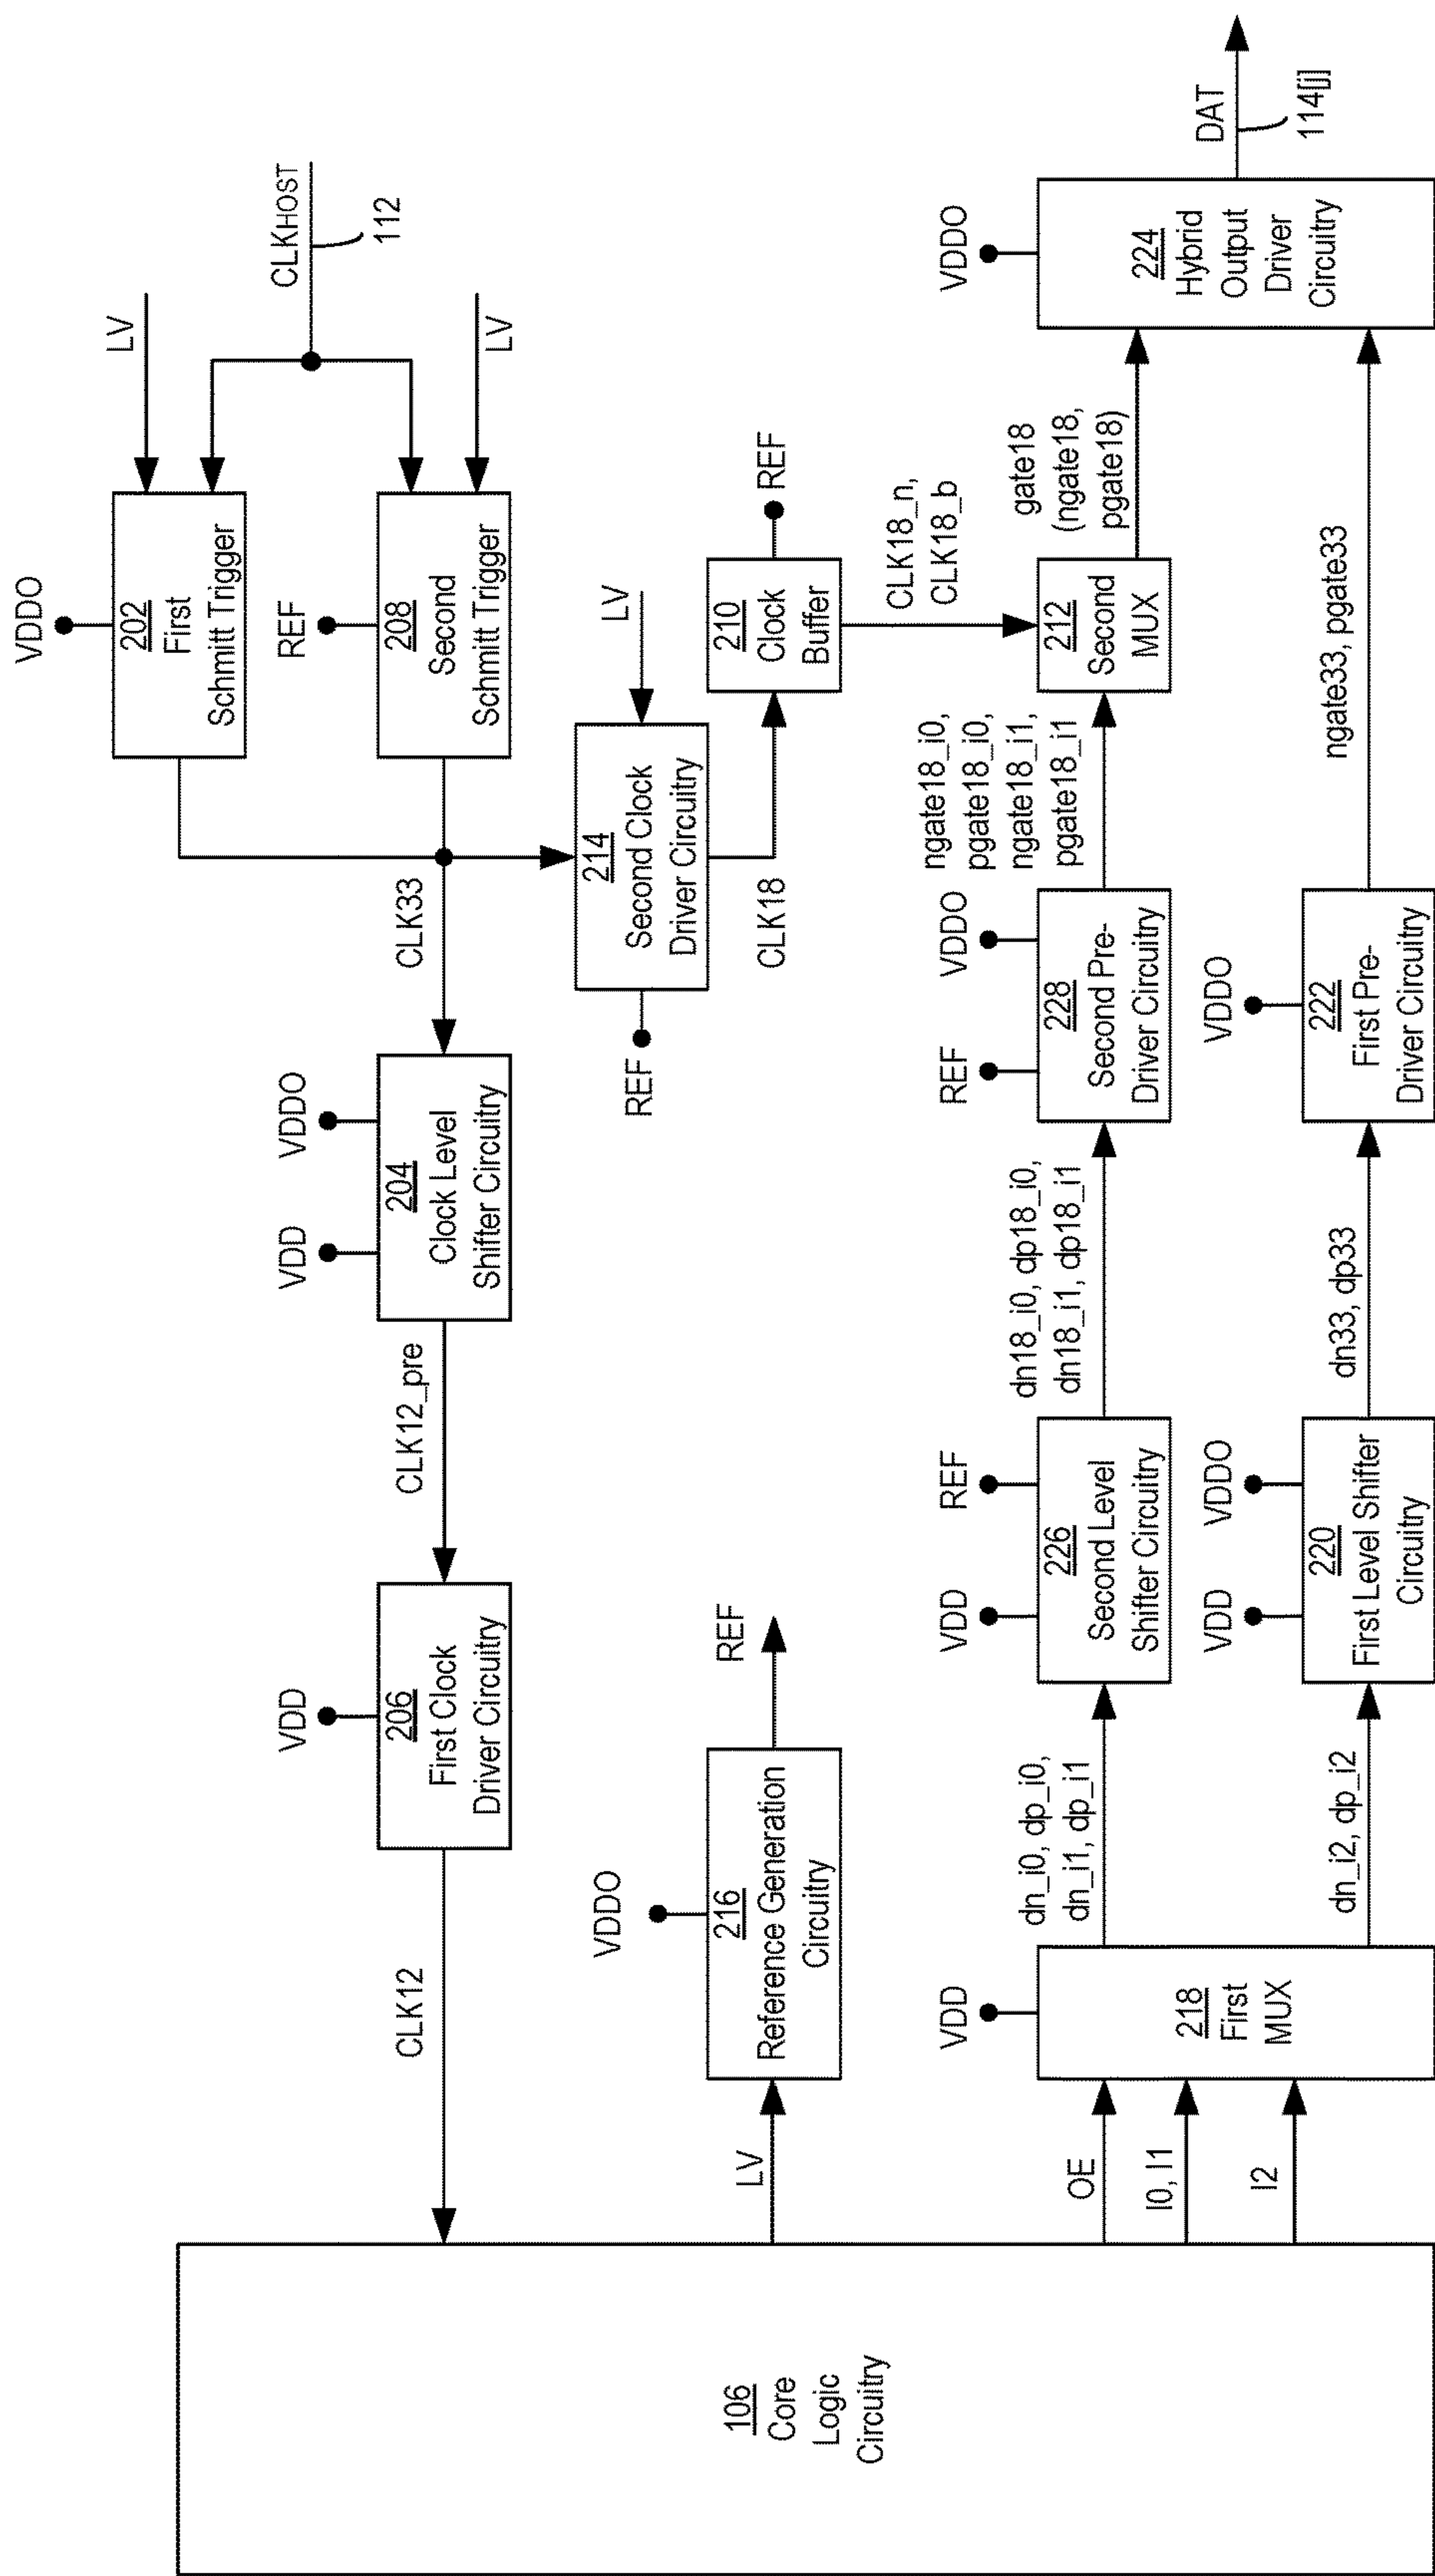 VDDO
202
First
Schmitt Trigger
LV
CLKHOST
112
REF
208
Second
Schmitt Trigger
LV
CLK33
VDD
VDDO
204
Clock Level
Shifter Circuitry
CLK12_pre
VDD
206
First Clock
Driver Circuitry
CLK12
LV
214
Second Clock
Driver Circuitry
REF
CLK18
210
Clock
Buffer
REF
CLK18_n,
CLK18_b
106
Core
Logic
Circuitry
LV
VDDO
216
Reference Generation
Circuitry
REF
OE
I0, I1
I2
VDD
218
First
MUX
dn_i0, dp_i0,
dn_i1, dp_i1
dn_i2, dp_i2
VDD
REF
226
Second Level
Shifter Circuitry
dn18_i0, dp18_i0,
dn18_i1, dp18_i1
REF
VDDO
228
Second Pre-
Driver Circuitry
ngate18_i0,
pgate18_i0,
ngate18_i1,
pgate18_i1
212
Second
MUX
gate18
(ngate18,
pgate18)
VDD
VDDO
220
First Level Shifter
Circuitry
dn33, dp33
VDDO
222
First Pre-
Driver Circuitry
ngate33, pgate33
VDDO
224
Hybrid
Output
Driver
Circuitry
DAT
114[j]